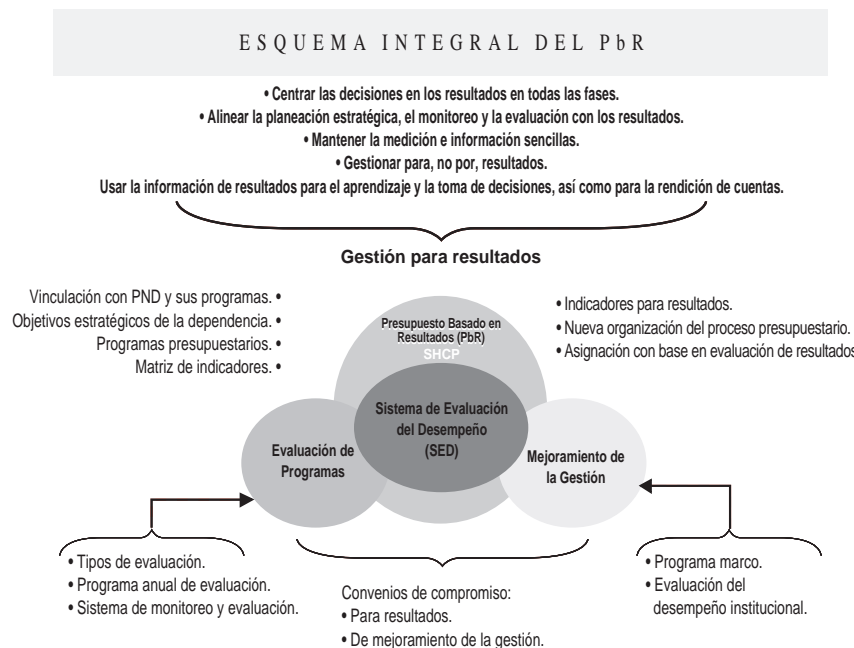 ESQUEMA INTEGRAL DEL PbR
• Centrar las decisiones en los resultados en todas las fases.
• Alinear la planeación estratégica, el monitoreo y la evaluación con los resultados.
• Mantener la medición e información sencillas.
• Gestionar para, no por, resultados.
Usar la información de resultados para el aprendizaje y la toma de decisiones, así como para la rendición de cuentas.
Gestión para resultados
Vinculación con PND y sus programas. •
Objetivos estratégicos de la dependencia. •
Programas presupuestarios. •
Matriz de indicadores. •
Presupuesto Basado en
Resultados (PbR)
SHCP
• Indicadores para resultados.
• Nueva organización del proceso presupuestario.
• Asignación con base en evaluación de resultados
Sistema de Evaluación
del Desempeño
(SED)
Evaluación de
Programas
Mejoramiento de
la Gestión
• Tipos de evaluación.
• Programa anual de evaluación.
• Sistema de monitoreo y evaluación.
Convenios de compromiso:
• Para resultados.
• De mejoramiento de la gestión.
• Programa marco.
• Evaluación del
desempeño institucional.